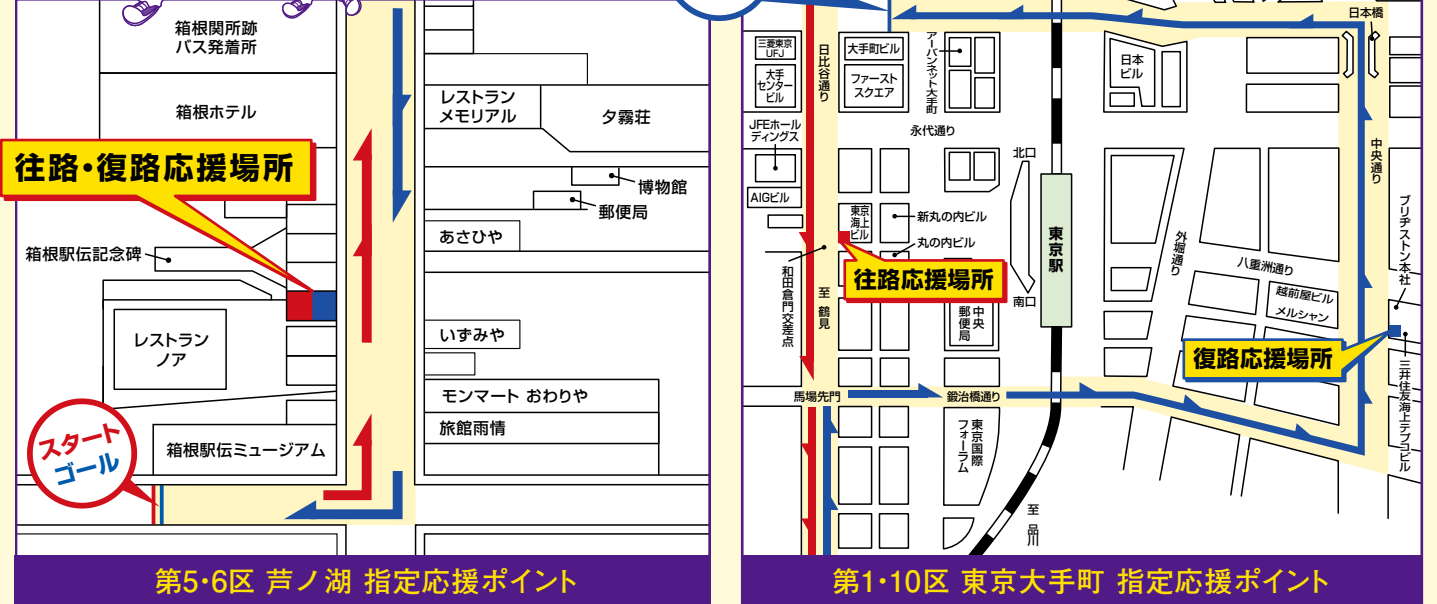 箱根関所跡
バス発着所
箱根ホテル
往路・復路応援場所
箱根駅伝記念碑
レストラン
ノア
箱根駅伝ミュージアム
スタート
ゴール
レストラン
メモリアル
夕霧荘
博物館
郵便局
あさひや
いずみや
モンマート おわりや
旅館雨情
第5・6区 芦ノ湖 指定応援ポイント
日本橋
三菱東京
UFJ
大手
センター
ビル
日比谷通り
大手町ビル
ファースト
スクエア
アーバンネット大手町
日本
ビル
JFEホール
ディングス
永代通り
北口
中央通り
AIGビル
東京
海上
ビル
新丸の内ビル
丸の内ビル
東京駅
外堀通り
八重洲通り
ブリヂストン本社
和田倉門交差点
往路応援場所
至 鶴見
中央
郵便局
南口
越前屋ビル
メルシャン
復路応援場所
三井住友海上テプコビル
馬場先門
鍛冶橋通り
東京国際
フォーラム
至 品川
第1・10区 東京大手町 指定応援ポイント